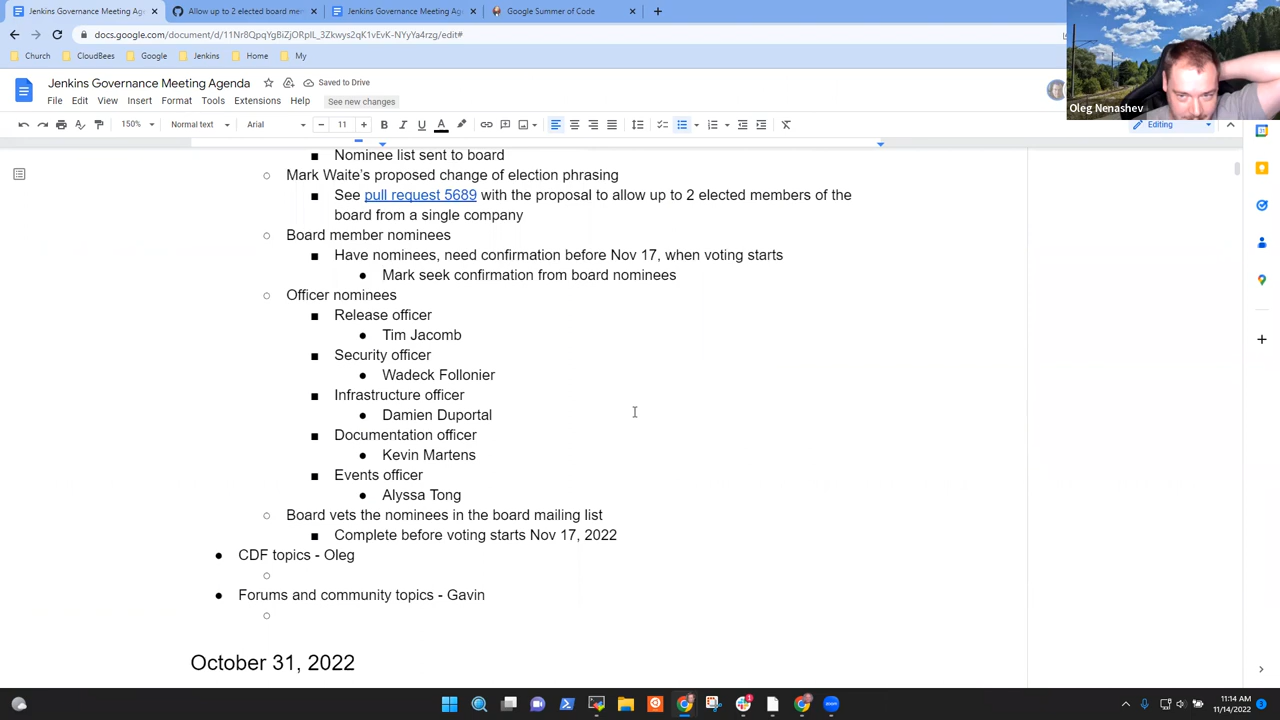 Jenkins Governance Meeting Age
Allow up to 2 elected board mem
Jenkins Governance Meeting Age
Google Summer of Code
docs.google.com/document/d/11Nr8QpqYgBiZjORpIL_3Zkwys2qK1vEvK-NYyYa4rzg/edit#
Church
CloudBees
Google
Jenkins
Home
My
Oleg Nenashev
Jenkins Governance Meeting Agenda
Saved to Drive
File Edit View Insert Format Tools Extensions Help See new changes
150% Normal text Arial 11 Editing
Nominee list sent to board
Mark Waite's proposed change of election phrasing
See pull request 5689 with the proposal to allow up to 2 elected members of the
board from a single company
Board member nominees
Have nominees, need confirmation before Nov 17, when voting starts
Mark seek confirmation from board nominees
Officer nominees
Release officer
Tim Jacomb
Security officer
Wadeck Follonier
Infrastructure officer
Damien Duportal
Documentation officer
Kevin Martens
Events officer
Alyssa Tong
Board vets the nominees in the board mailing list
Complete before voting starts Nov 17, 2022
CDF topics - Oleg
Forums and community topics - Gavin
October 31, 2022
11:14 AM
11/14/2022